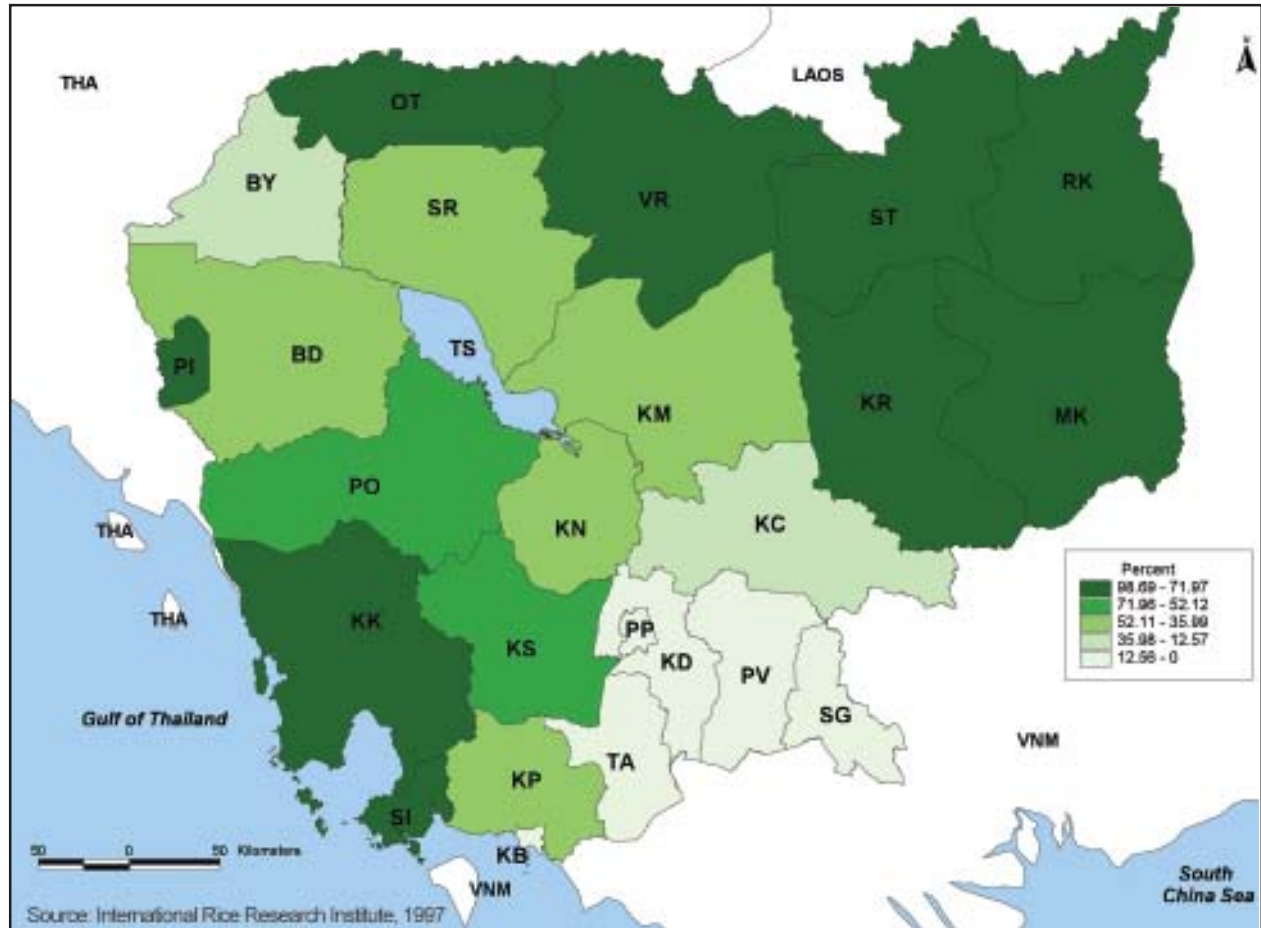 THA
LAOS
OT
BY
SR
VR
ST
RK
PI
BD
TS
KM
KR
MK
PO
KN
KC
THA
THA
KK
KS
PP
KD
PV
SG
Percent
98.69 - 71.97
71.96 - 52.12
52.11 - 35.99
35.98 - 12.57
12.56 - 0
Gulf of Thailand
VNM
TA
KP
SI
KB
VNM
50 0 50 Kilometers
South
China Sea
Source: International Rice Research Institute, 1997